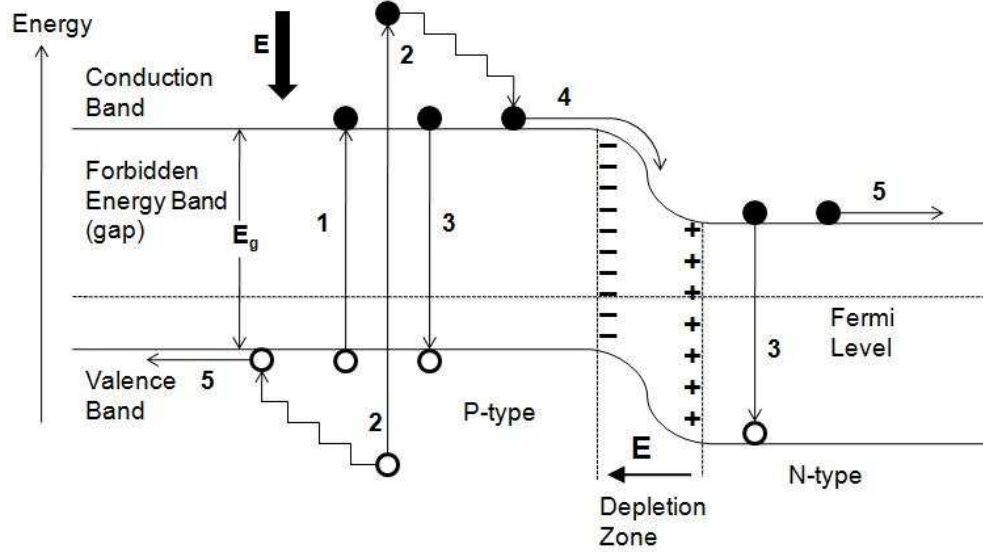 Energy
E
2
4
Conduction
Band
Forbidden
Energy Band
(gap)
Eg
1
3
5
Fermi
Level
3
Valence
Band
5
2
P-type
E
N-type
Depletion
Zone